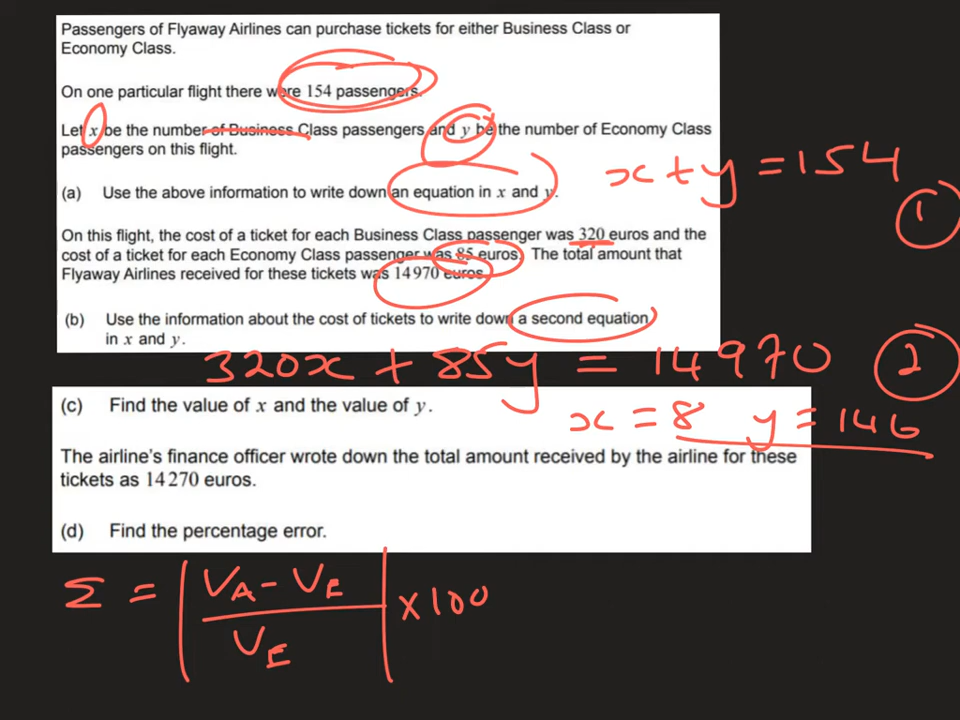 Passengers of Flyaway Airlines can purchase tickets for either Business Class or
Economy Class.
On one particular flight there were 154 passengers.
Let x be the number of Business Class passengers and y be the number of Economy Class
passengers on this flight.
x + y = 154
(a) Use the above information to write down an equation in x and y.
1
On this flight, the cost of a ticket for each Business Class passenger was 320 euros and the
cost of a ticket for each Economy Class passenger was 85 euros. The total amount that
Flyaway Airlines received for these tickets was 14970 euros.
(b) Use the information about the cost of tickets to write down a second equation
in x and y.
320x + 85y = 14970 2
(c) Find the value of x and the value of y.
x = 8 y = 146
The airline's finance officer wrote down the total amount received by the airline for these
tickets as 14270 euros.
(d) Find the percentage error.
Σ = | (V_A − V_E) / V_E | × 100